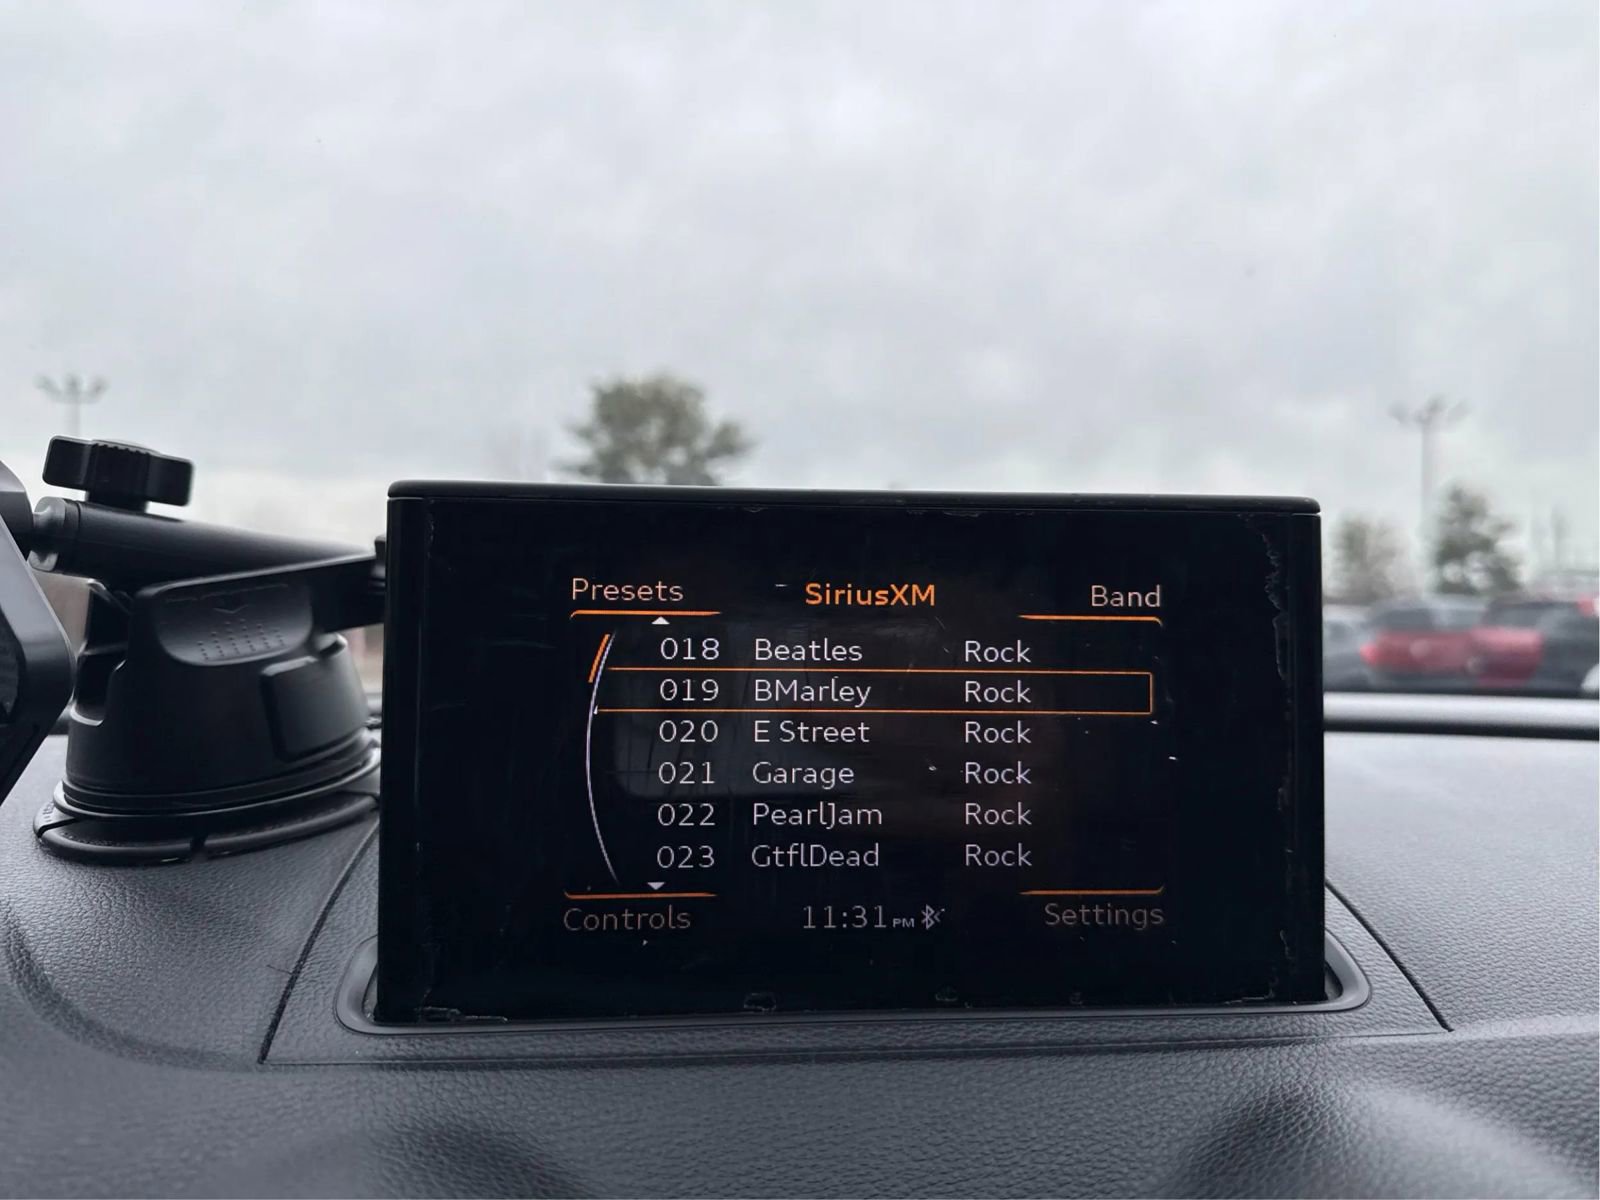 Presets SiriusXM Band
018 Beatles Rock
019 BMarley Rock
020 E Street Rock
021 Garage Rock
022 PearlJam Rock
023 GtflDead Rock
Controls 11:31 PM Settings